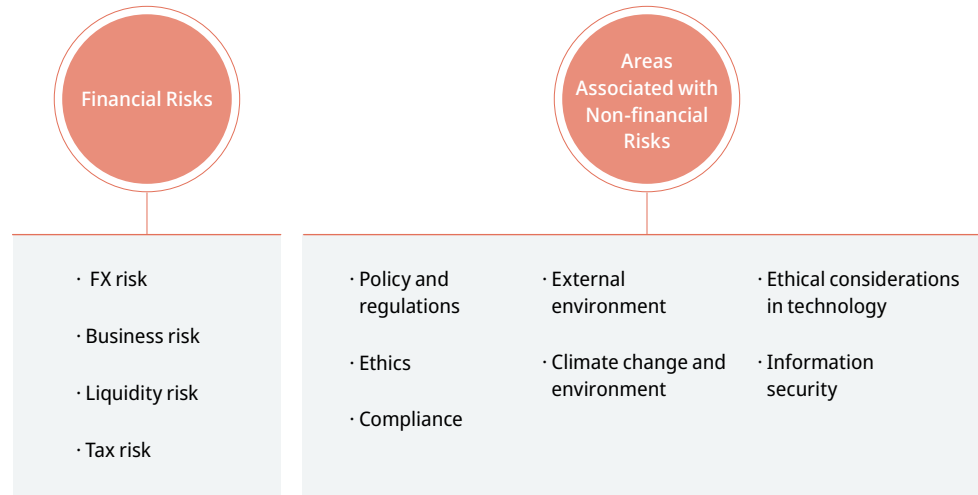 Financial Risks
· FX risk
· Business risk
· Liquidity risk
· Tax risk
Areas
Associated with
Non-financial
Risks
· Policy and
regulations
· Ethics
· Compliance
· External
environment
· Climate change and
environment
· Ethical considerations
in technology
· Information
security